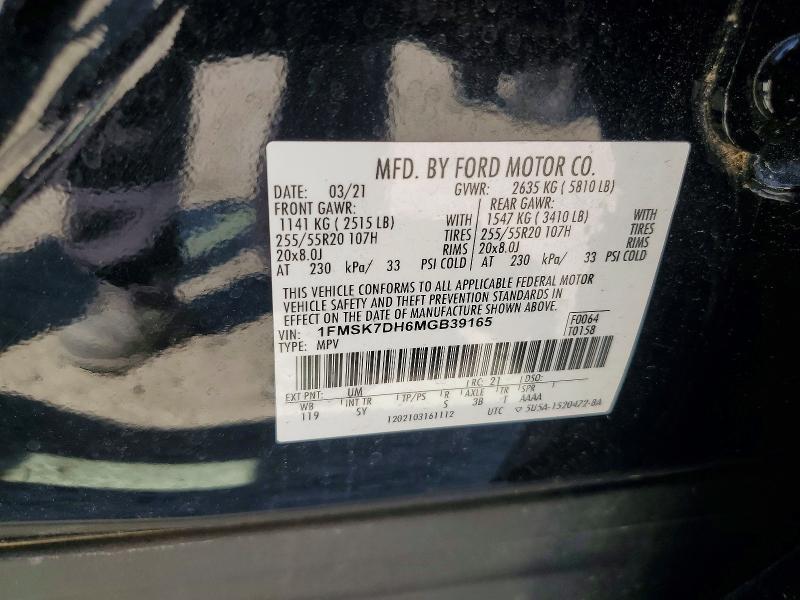 MFD. BY FORD MOTOR CO.
DATE: 03/21 GVWR: 2635 KG ( 5810 LB)
FRONT GAWR: REAR GAWR:
1141 KG ( 2515 LB) WITH 1547 KG ( 3410 LB) WITH
255/55R20 107H TIRES 255/55R20 107H TIRES
20x8.0J RIMS 20x8.0J RIMS
AT 230 kPa/ 33 PSI COLD AT 230 kPa/ 33 PSI COLD
THIS VEHICLE CONFORMS TO ALL APPLICABLE FEDERAL MOTOR
VEHICLE SAFETY AND THEFT PREVENTION STANDARDS IN
EFFECT ON THE DATE OF MANUFACTURE SHOWN ABOVE.
VIN: 1FMSK7DH6MGB39165 F0064
TYPE: MPV T0158
EXT PNT: UM RC: 21 DSO:
WB INT TR TP/PS R AXLE TR SPR
119 SY S 3B T AAAA
1202103161112 UTC 5U5A-1520472-BA